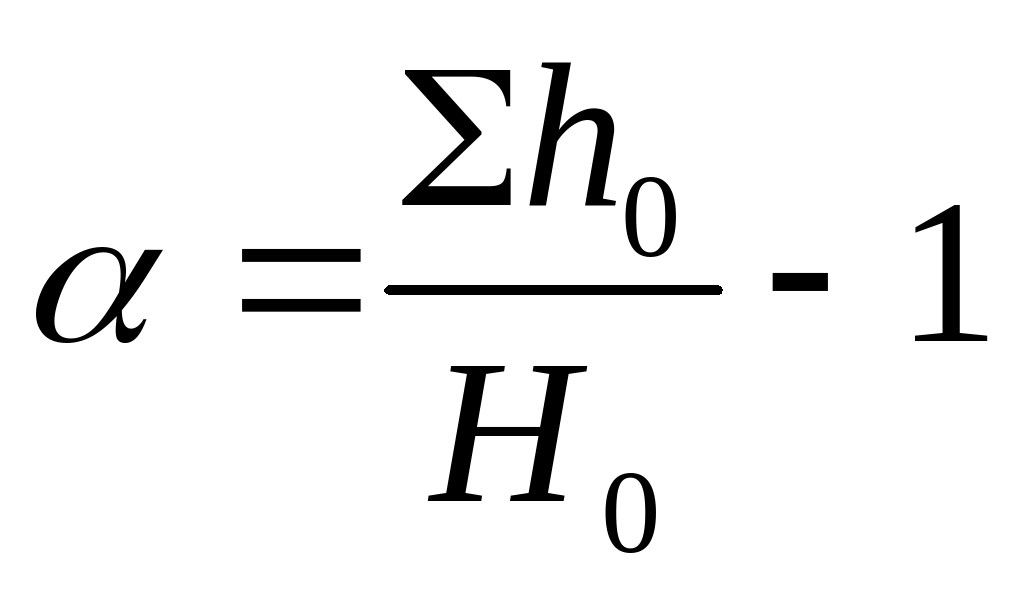 α = Σh₀/H₀ - 1